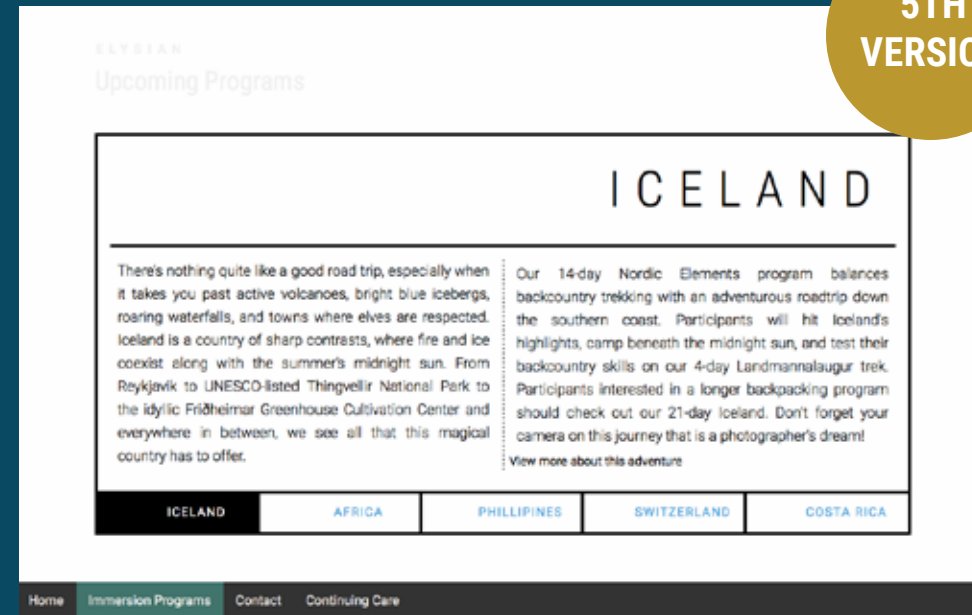 5TH
ELYSIAN
Upcoming Programs
ICELAND
There's nothing quite like a good road trip, especially when
it takes you past active volcanoes, bright blue icebergs,
roaring waterfalls, and towns where elves are respected.
Iceland is a country of sharp contrasts, where fire and ice
coexist along with the summer's midnight sun. From
Reykjavik to UNESCO-listed Thingvellir National Park to
the idyllic Friðheimar Greenhouse Cultivation Center and
everywhere in between, we see all that this magical
country has to offer.
Our 14-day Nordic Elements program balances
backcountry trekking with an adventurous roadtrip down
the southern coast. Participants will hit Iceland's
highlights, camp beneath the midnight sun, and test their
backcountry skills on our 4-day Landmannalaugur trek.
Participants interested in a longer backpacking program
should check out our 21-day Iceland. Don't forget your
camera on this journey that is a photographer's dream!
View more about this adventure
ICELAND
AFRICA
PHILLIPINES
SWITZERLAND
COSTA RICA
Home
Immersion Programs
Contact
Continuing Care